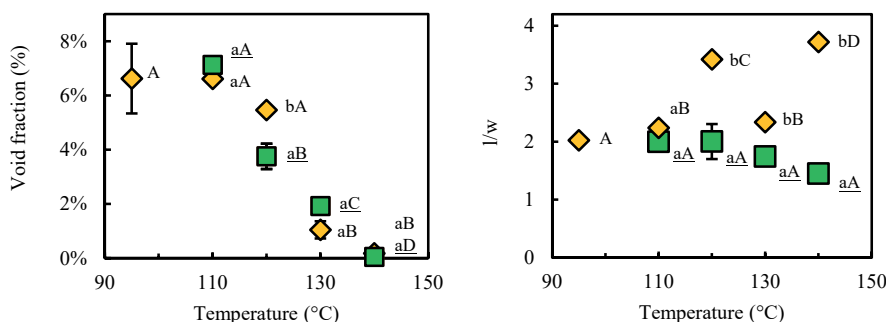 8%
6%
4%
2%
0%
Void fraction (%)
A
aA
aA
bA
aB
aC
aB
aB
aD
90
110
130
150
Temperature (°C)
4
3
2
1
0
l/w
A
aB
aA
bC
aA
bB
aA
bD
aA
90
110
130
150
Temperature (°C)